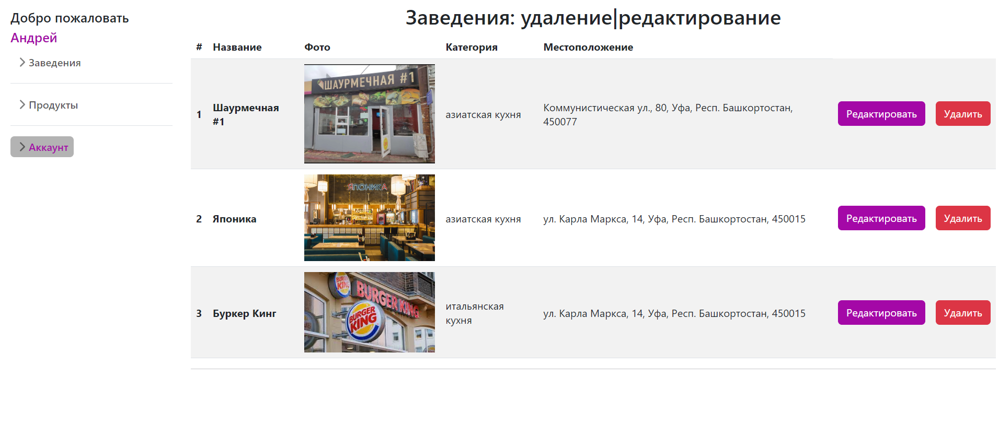 Добро пожаловать
Андрей
Заведения
Продукты
Аккаунт
Заведения: удаление|редактирование
# Название Фото Категория Местоположение
1 Шаурмечная #1 азиатская кухня Коммунистическая ул., 80, Уфа, Респ. Башкортостан, 450077 Редактировать Удалить
ШАУРМЕЧНАЯ #1
2 Японика азиатская кухня ул. Карла Маркса, 14, Уфа, Респ. Башкортостан, 450015 Редактировать Удалить
ЯПОНИКА
3 Буркер Кинг итальянская кухня ул. Карла Маркса, 14, Уфа, Респ. Башкортостан, 450015 Редактировать Удалить
BURGER KING
BURGER KING
BURGER KING